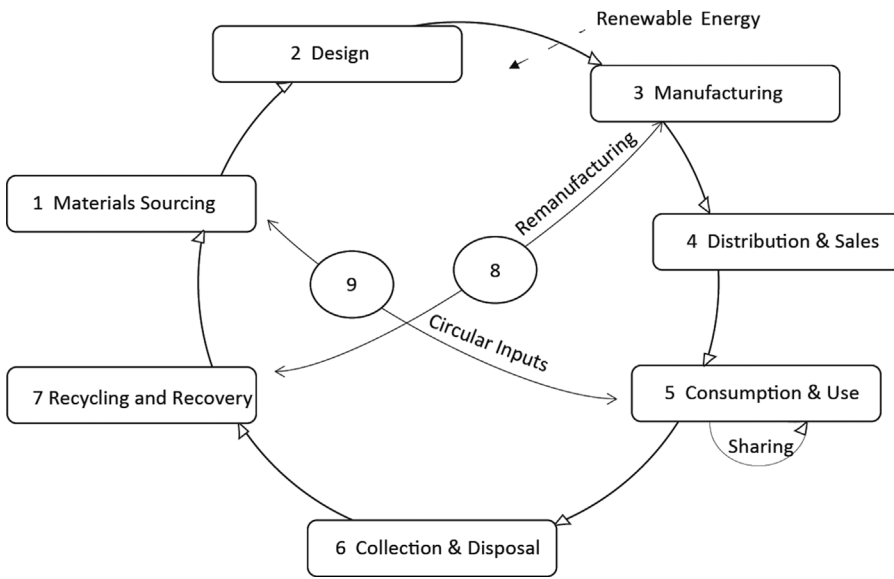 Renewable Energy
2 Design
3 Manufacturing
Remanufacturing
1 Materials Sourcing
4 Distribution & Sales
8
9
Circular Inputs
7 Recycling and Recovery
5 Consumption & Use
Sharing
6 Collection & Disposal